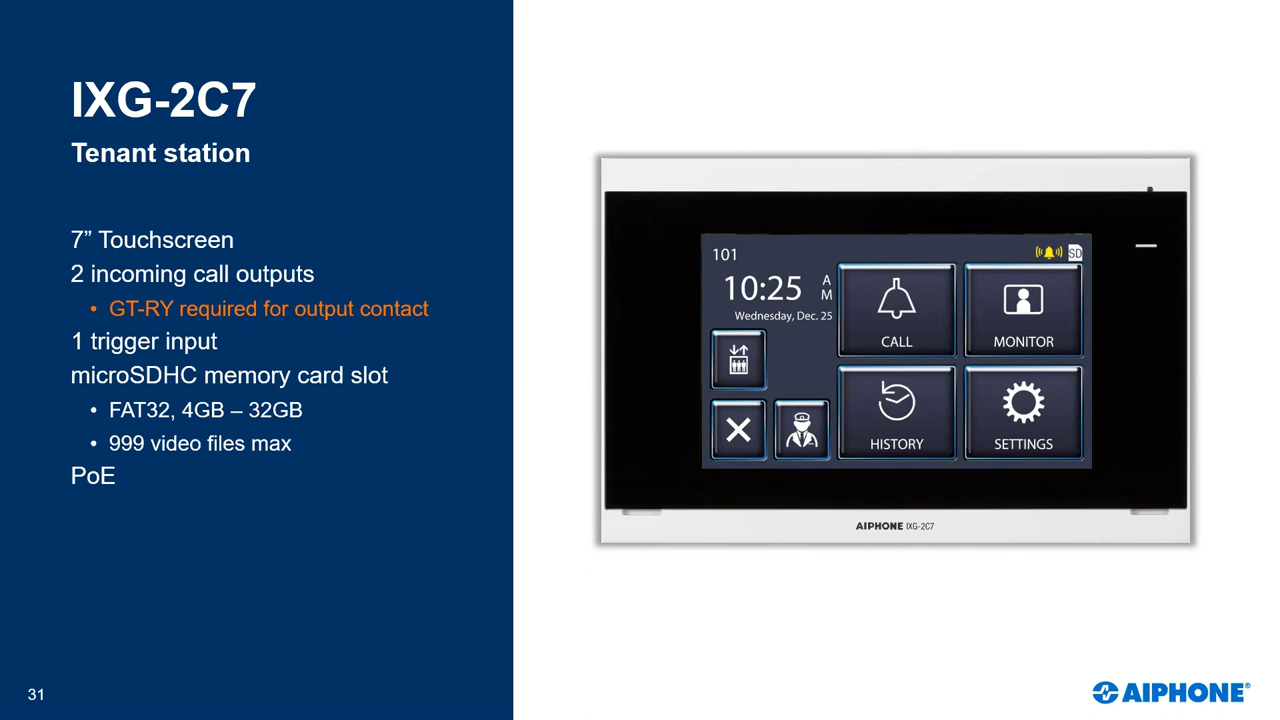 IXG-2C7
Tenant station
7” Touchscreen
2 incoming call outputs
• GT-RY required for output contact
1 trigger input
microSDHC memory card slot
• FAT32, 4GB – 32GB
• 999 video files max
PoE
31
101
SD
10:25 AM
Wednesday, Dec. 25
CALL
MONITOR
HISTORY
SETTINGS
AIPHONE IXG-2C7
AIPHONE®